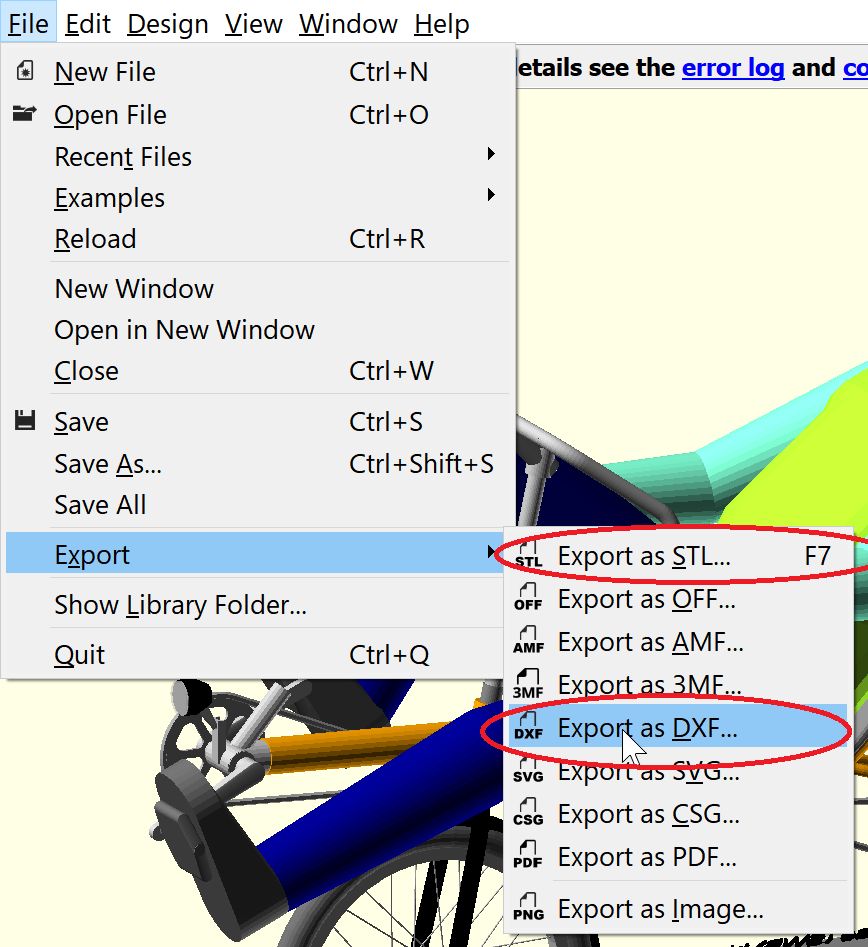 File Edit Design View Window Help
etails see the error log and co
New File Ctrl+N
Open File Ctrl+O
Recent Files
Examples
Reload Ctrl+R
New Window
Open in New Window
Close Ctrl+W
Save Ctrl+S
Save As... Ctrl+Shift+S
Save All
Export
Show Library Folder...
Quit Ctrl+Q
STL Export as STL... F7
OFF Export as OFF...
AMF Export as AMF...
3MF Export as 3MF...
DXF Export as DXF...
SVG Export as SVG...
CSG Export as CSG...
PDF Export as PDF...
PNG Export as Image...